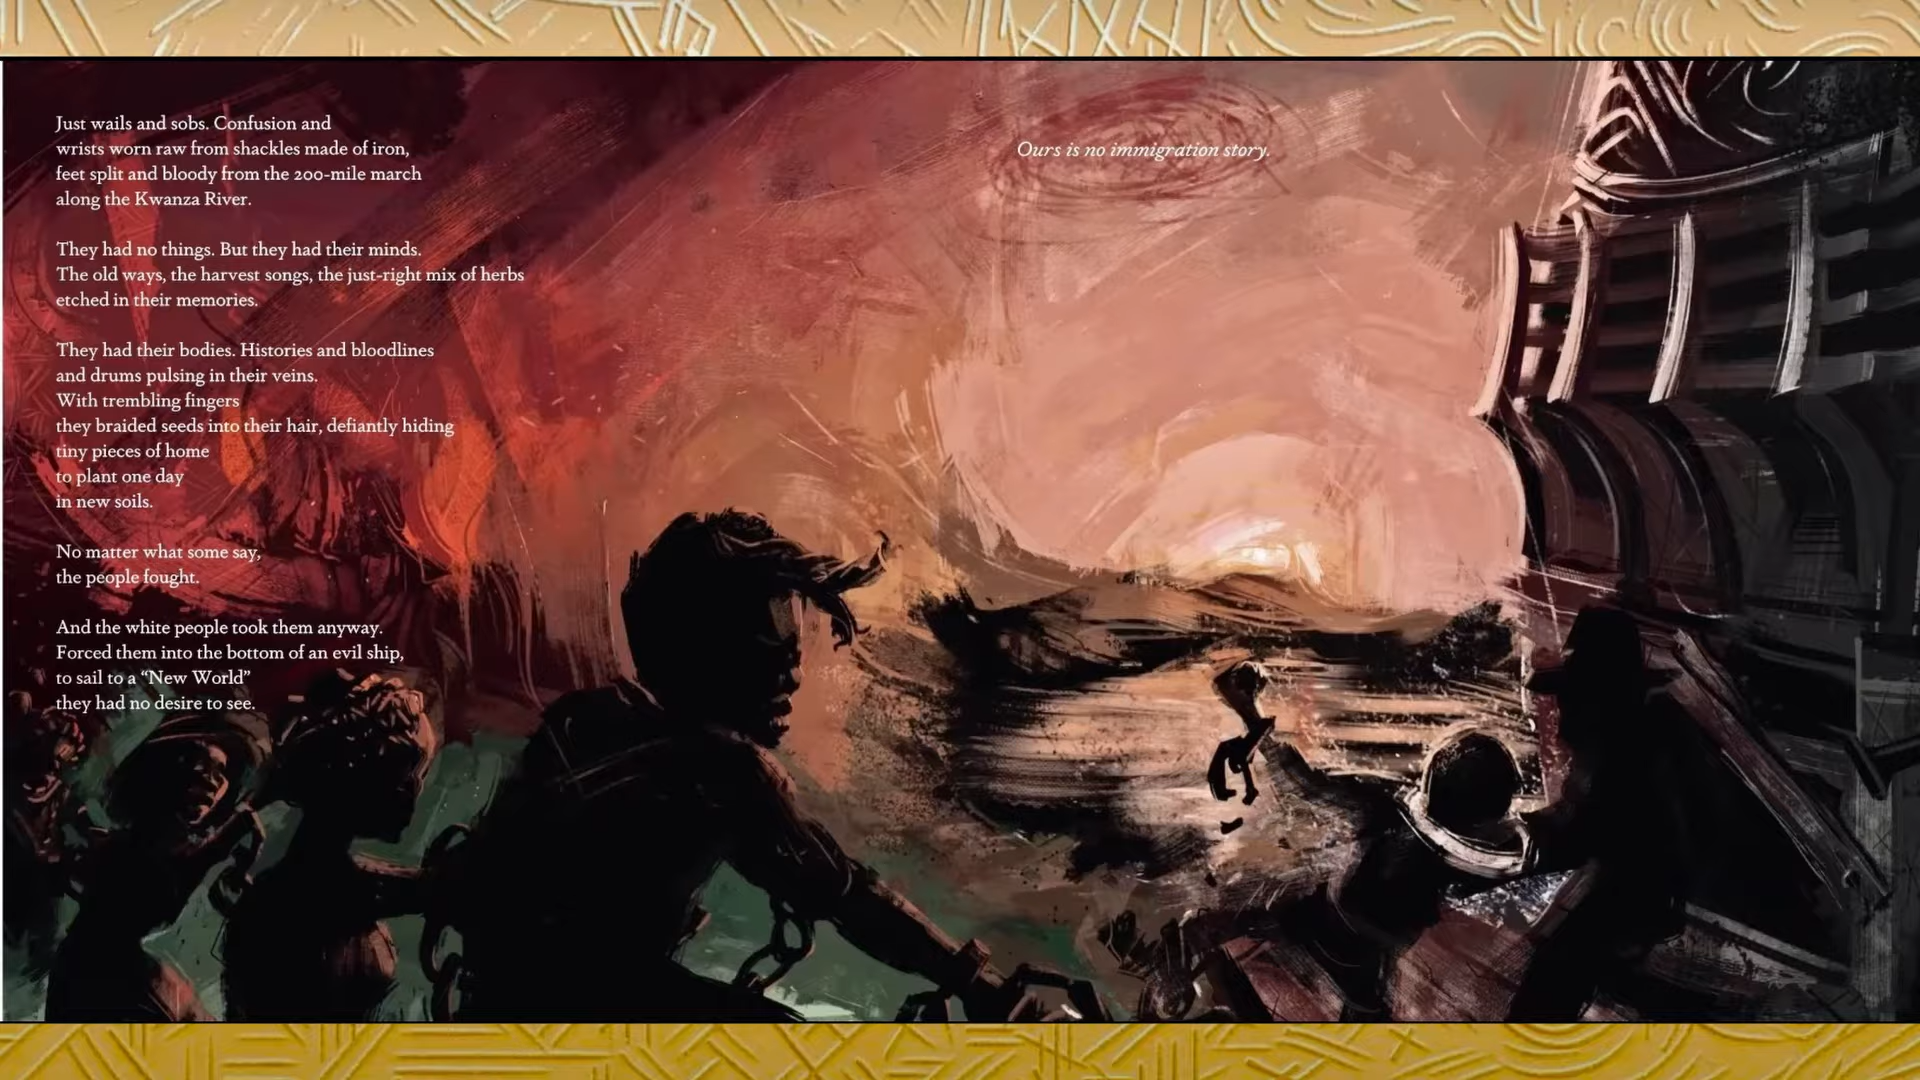 Just wails and sobs. Confusion and
wrists worn raw from shackles made of iron,
feet split and bloody from the 200-mile march
along the Kwanza River.
They had no things. But they had their minds.
The old ways, the harvest songs, the just-right mix of herbs
etched in their memories.
They had their bodies. Histories and bloodlines
and drums pulsing in their veins.
With trembling fingers
they braided seeds into their hair, defiantly hiding
tiny pieces of home
to plant one day
in new soils.
No matter what some say,
the people fought.
And the white people took them anyway.
Forced them into the bottom of an evil ship,
to sail to a “New World”
they had no desire to see.
Ours is no immigration story.